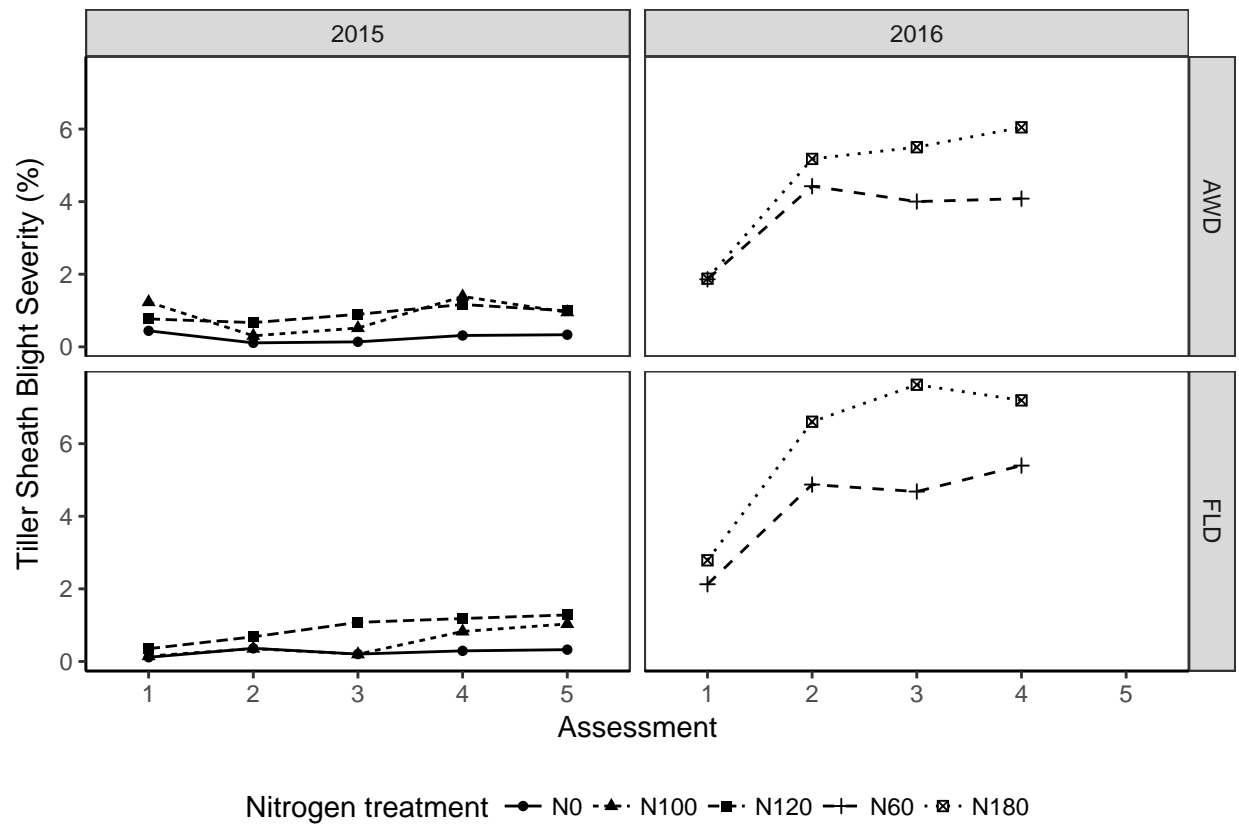 2015
2016
6
4
2
0
AWD
6
4
2
0
FLD
Tiller Sheath Blight Severity (%)
1 2 3 4 5
1 2 3 4 5
Assessment
Nitrogen treatment N0 N100 N120 N60 N180